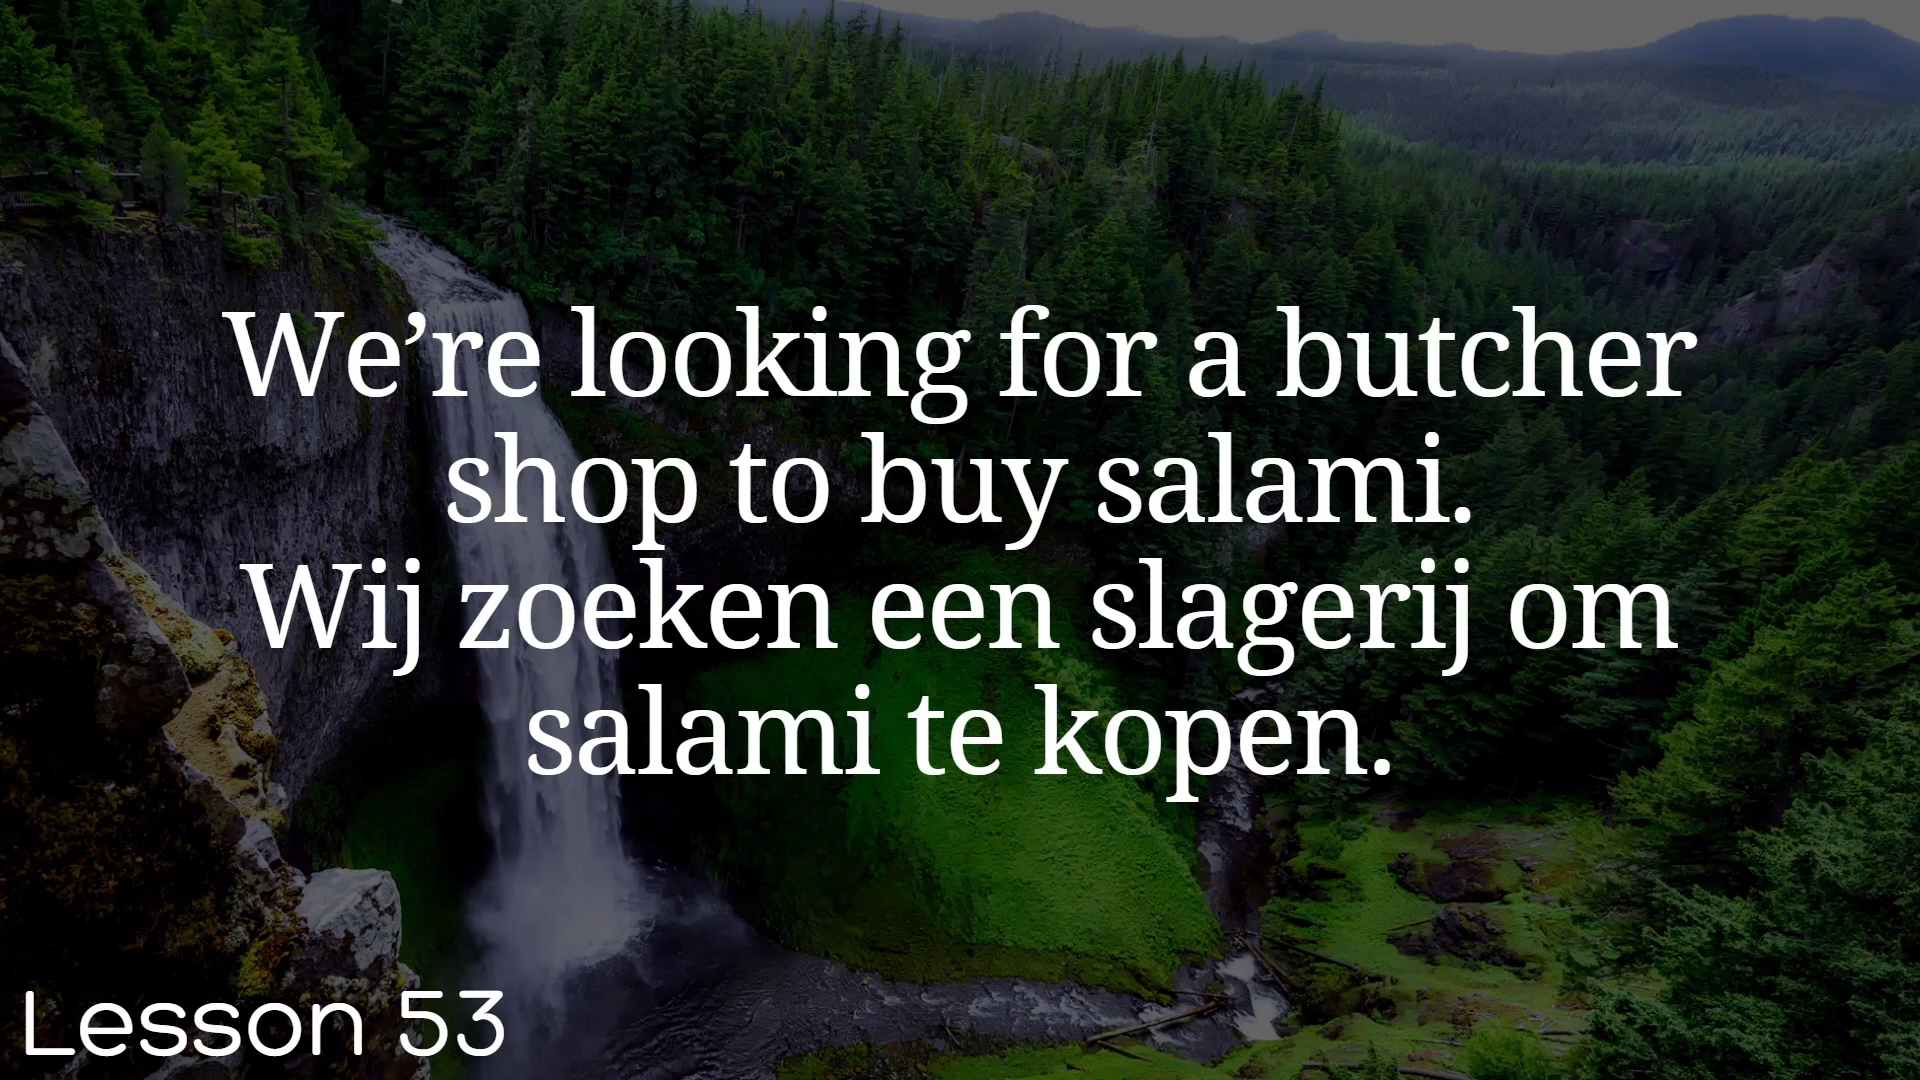 We’re looking for a butcher
shop to buy salami.
Wij zoeken een slagerij om
salami te kopen.
Lesson 53